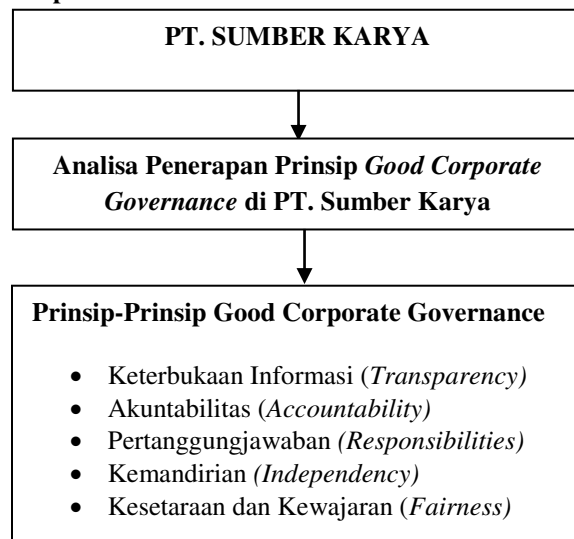 PT. SUMBER KARYA
Analisa Penerapan Prinsip Good Corporate
Governance di PT. Sumber Karya
Prinsip-Prinsip Good Corporate Governance
• Keterbukaan Informasi (Transparency)
• Akuntabilitas (Accountability)
• Pertanggungjawaban (Responsibilities)
• Kemandirian (Independency)
• Kesetaraan dan Kewajaran (Fairness)